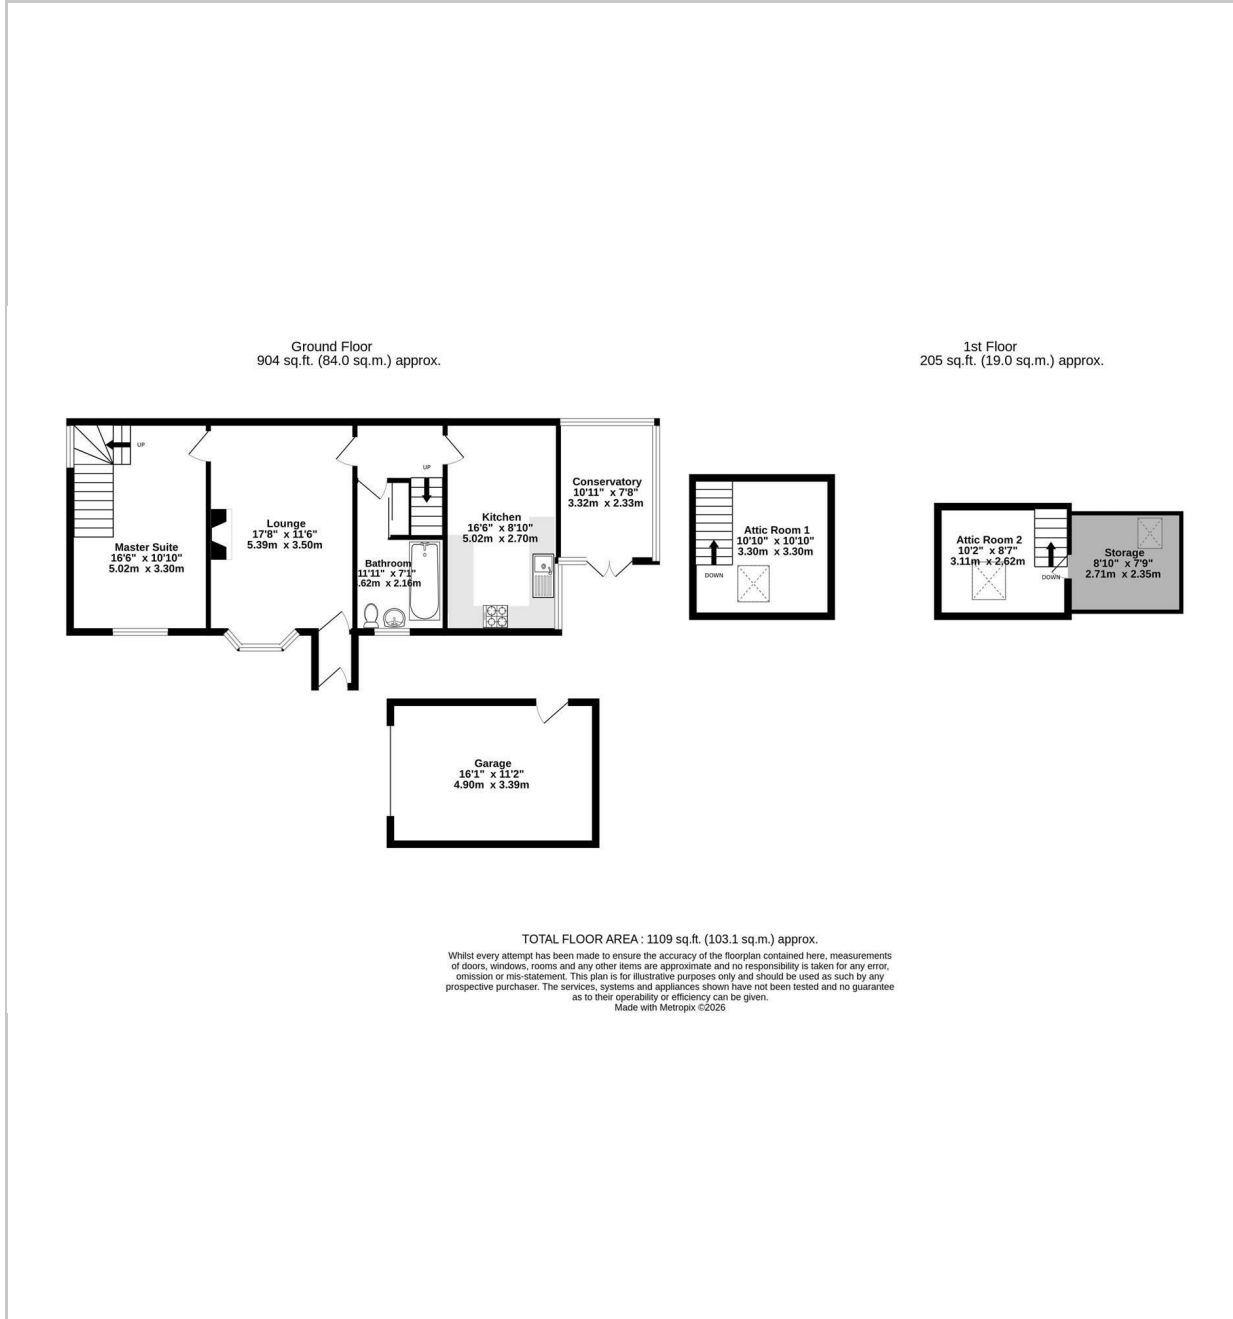 Ground Floor
904 sq.ft. (84.0 sq.m.) approx.
1st Floor
205 sq.ft. (19.0 sq.m.) approx.
UP
Master Suite
16'6" x 10'10"
5.02m x 3.30m
Lounge
17'8" x 11'6"
5.39m x 3.50m
UP
Bathroom
11'11" x 7'1"
.62m x 2.16m
Kitchen
16'6" x 8'10"
5.02m x 2.70m
Conservatory
10'11" x 7'8"
3.32m x 2.33m
Attic Room 1
10'10" x 10'10"
3.30m x 3.30m
DOWN
Attic Room 2
10'2" x 8'7"
3.11m x 2.62m
DOWN
Storage
8'10" x 7'9"
2.71m x 2.35m
Garage
16'1" x 11'2"
4.90m x 3.39m
TOTAL FLOOR AREA : 1109 sq.ft. (103.1 sq.m.) approx.
Whilst every attempt has been made to ensure the accuracy of the floorplan contained here, measurements
of doors, windows, rooms and any other items are approximate and no responsibility is taken for any error,
omission or mis-statement. This plan is for illustrative purposes only and should be used as such by any
prospective purchaser. The services, systems and appliances shown have not been tested and no guarantee
as to their operability or efficiency can be given.
Made with Metropix ©2026